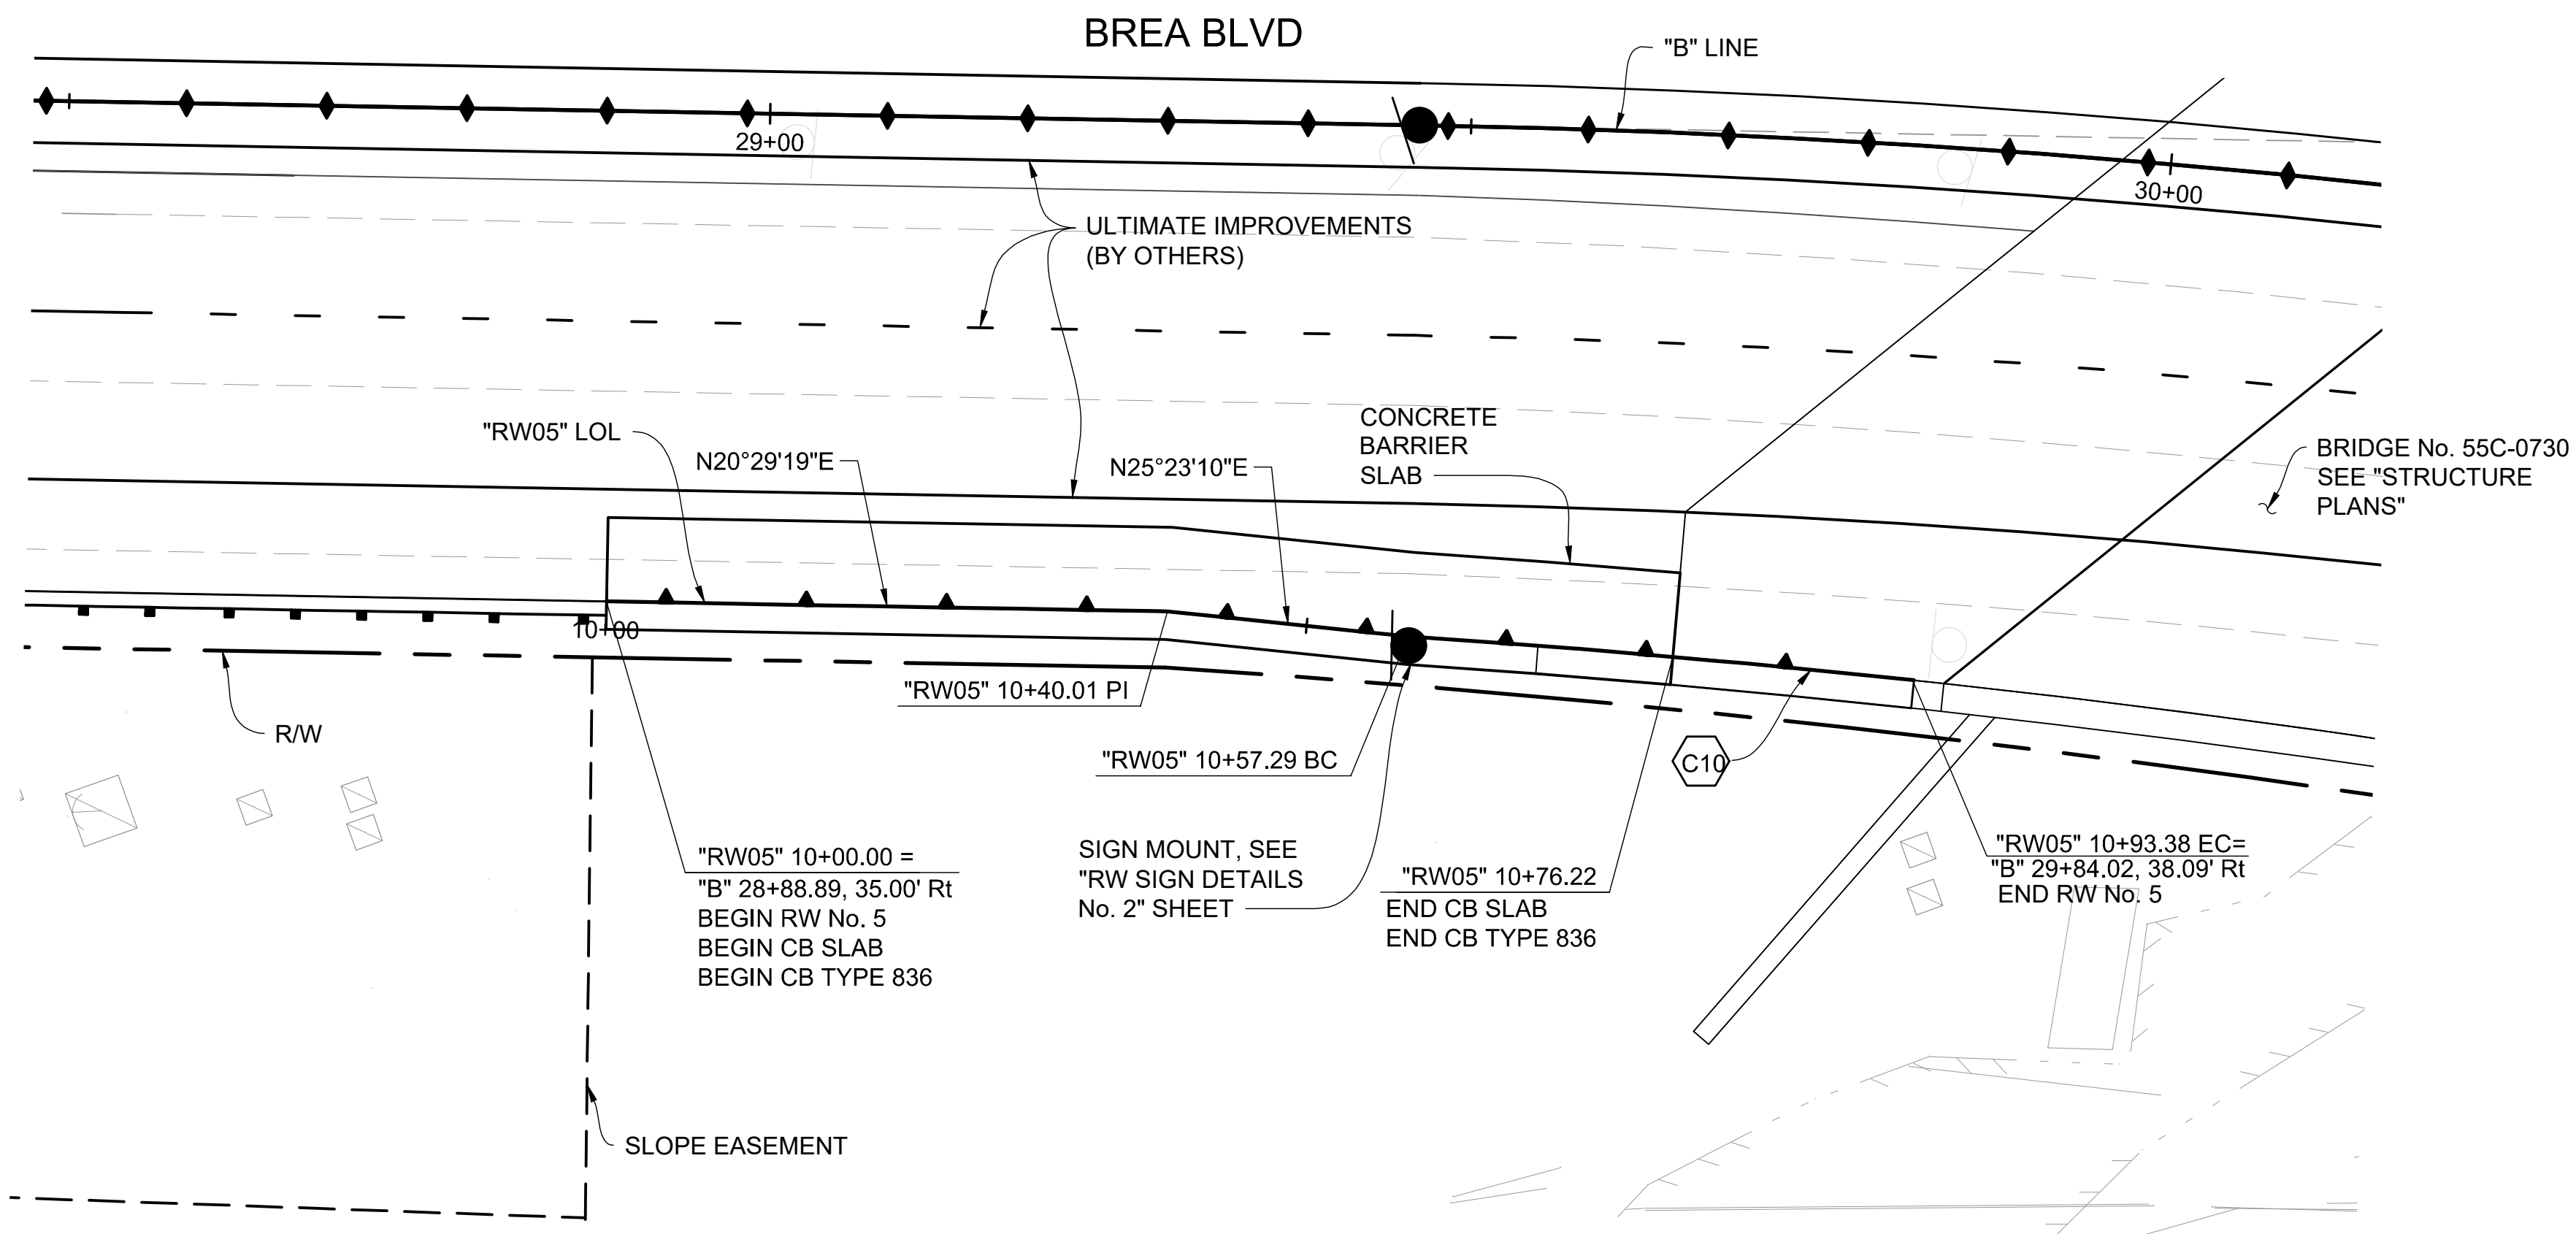 BREA BLVD
"B" LINE
29+00
30+00
ULTIMATE IMPROVEMENTS
(BY OTHERS)
"RW05" LOL
N20°29'19"E
N25°23'10"E
CONCRETE
BARRIER
SLAB
BRIDGE No. 55C-0730
SEE "STRUCTURE
PLANS"
10+00
"RW05" 10+40.01 PI
R/W
"RW05" 10+57.29 BC
C10
"RW05" 10+00.00 =
"B" 28+88.89, 35.00' Rt
BEGIN RW No. 5
BEGIN CB SLAB
BEGIN CB TYPE 836
SIGN MOUNT, SEE
"RW SIGN DETAILS
No. 2" SHEET
"RW05" 10+76.22
END CB SLAB
END CB TYPE 836
"RW05" 10+93.38 EC=
"B" 29+84.02, 38.09' Rt
END RW No. 5
SLOPE EASEMENT